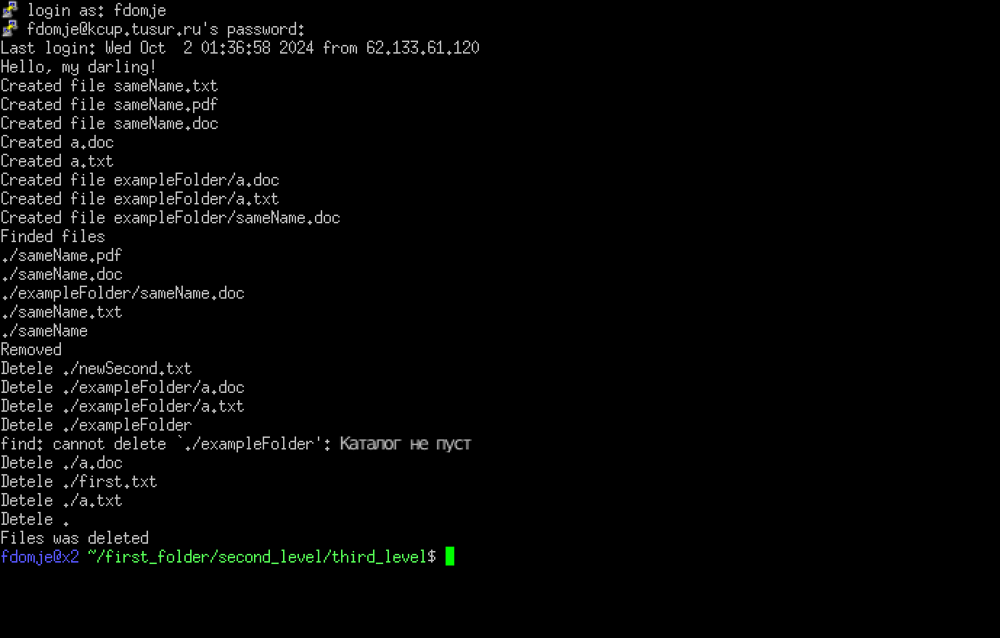 login as: fdomje
fdomje@kcup.tusur.ru's password:
Last login: Wed Oct  2 01:36:58 2024 from 62.133.61.120
Hello, my darling!
Created file sameName.txt
Created file sameName.pdf
Created file sameName.doc
Created a.doc
Created a.txt
Created file exampleFolder/a.doc
Created file exampleFolder/a.txt
Created file exampleFolder/sameName.doc
Finded files
./sameName.pdf
./sameName.doc
./exampleFolder/sameName.doc
./sameName.txt
./sameName
Removed
Detele ./newSecond.txt
Detele ./exampleFolder/a.doc
Detele ./exampleFolder/a.txt
Detele ./exampleFolder
find: cannot delete `./exampleFolder': Каталог не пуст
Detele ./a.doc
Detele ./first.txt
Detele ./a.txt
Detele .
Files was deleted
fdomje@x2 ~/first_folder/second_level/third_level$